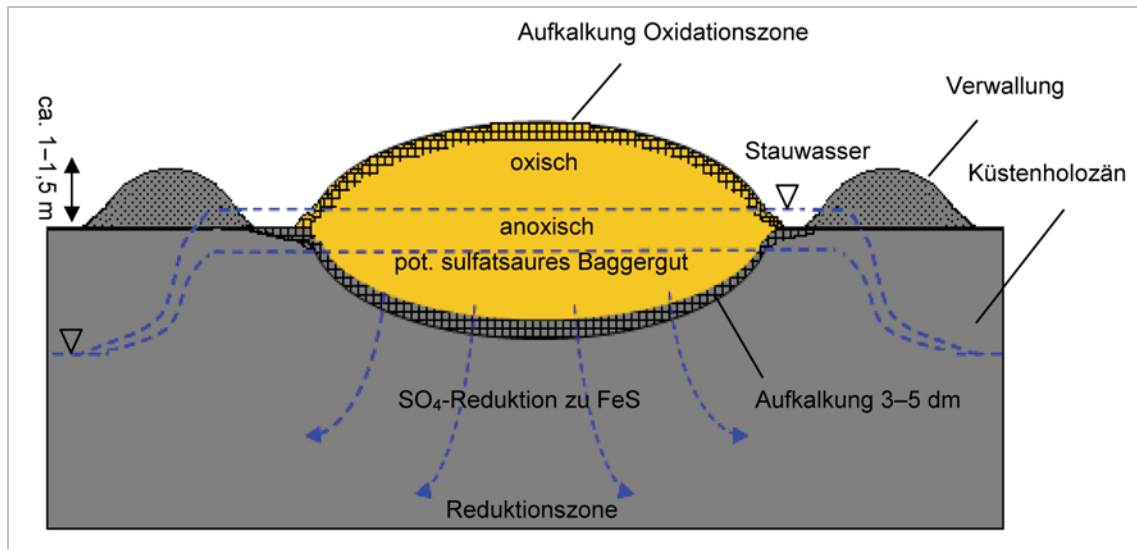 Aufkalkung Oxidationszone
Verwallung
ca. 1–1,5 m
Stauwasser
oxisch
Küstenholozän
anoxisch
pot. sulfatsaures Baggergut
SO₄-Reduktion zu FeS
Aufkalkung 3–5 dm
Reduktionszone